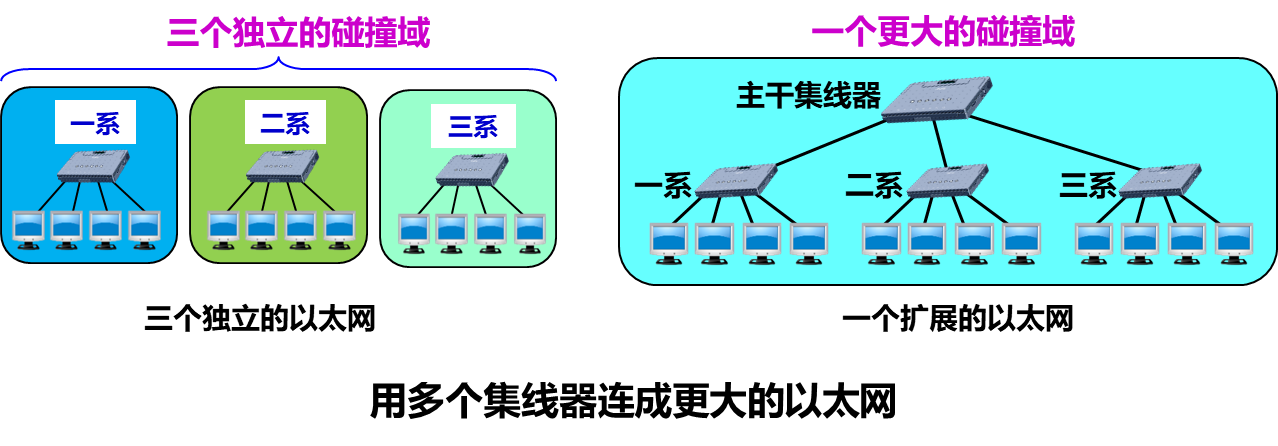 三个独立的碰撞域
一系
二系
三系
三个独立的以太网
一个更大的碰撞域
主干集线器
一系
二系
三系
一个扩展的以太网
用多个集线器连成更大的以太网